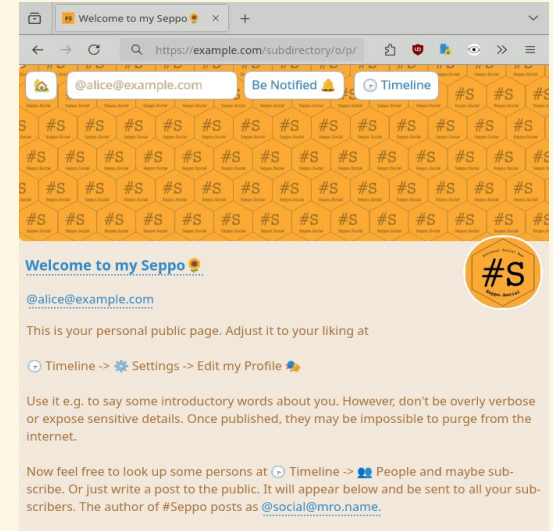 Welcome to my Seppo🌻 × +
https://example.com/subdirectory/o/p/
@alice@example.com Be Notified 🔔 🕞 Timeline
#S
Seppo.Social
Welcome to my Seppo🌻
@alice@example.com
This is your personal public page. Adjust it to your liking at
🕞 Timeline -> ⚙️ Settings -> Edit my Profile 🎭
Use it e.g. to say some introductory words about you. However, don't be overly verbose
or expose sensitive details. Once published, they may be impossible to purge from the
internet.
Now feel free to look up some persons at 🕞 Timeline -> 👥 People and maybe sub-
scribe. Or just write a post to the public. It will appear below and be sent to all your sub-
scribers. The author of #Seppo posts as @social@mro.name.